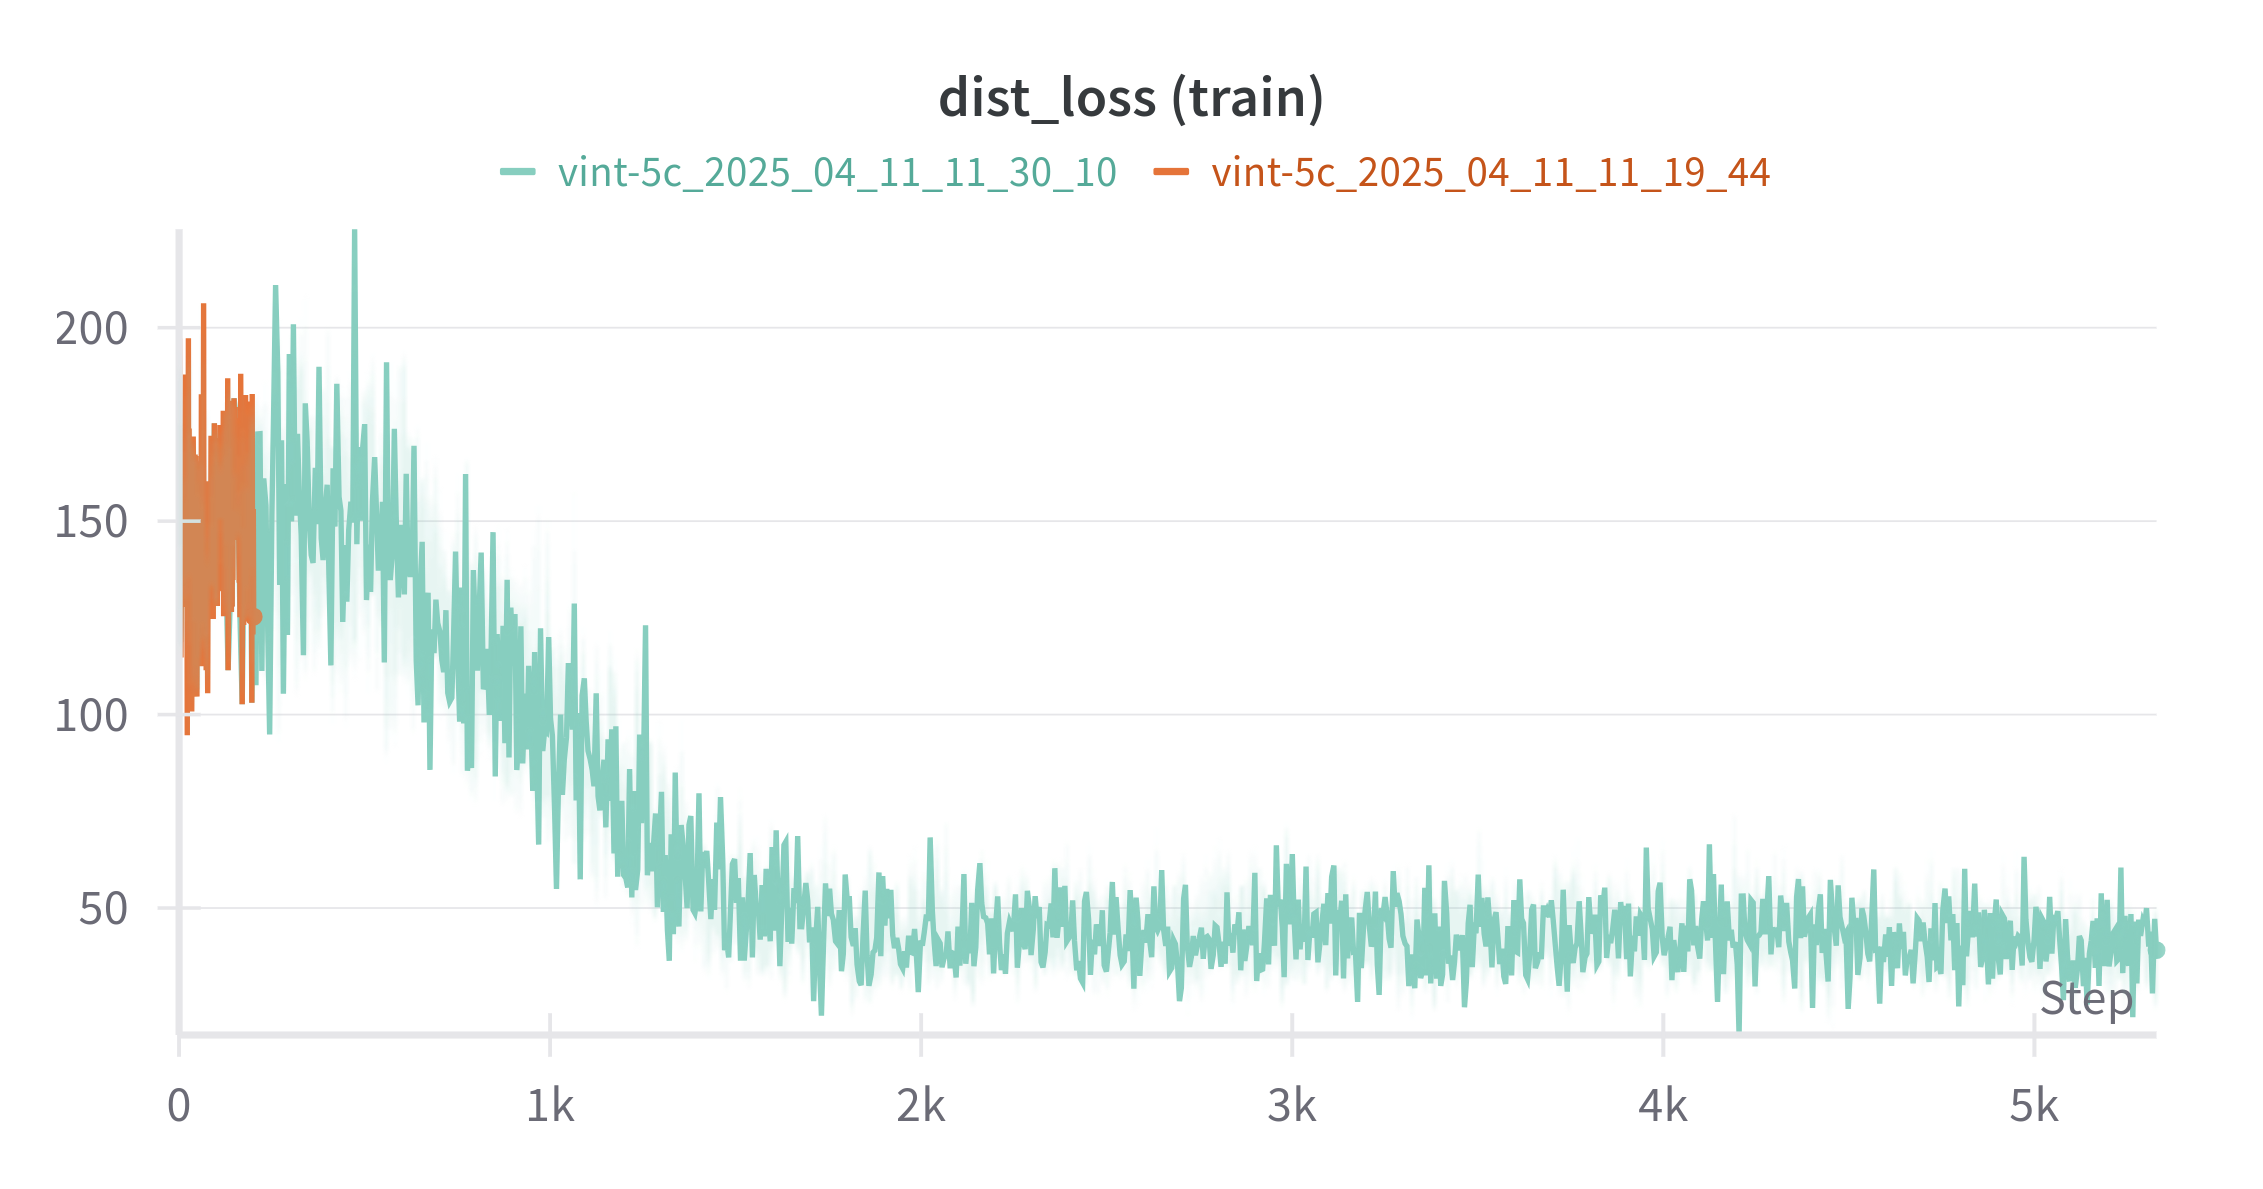 dist_loss (train)
vint-5c_2025_04_11_11_30_10 vint-5c_2025_04_11_11_19_44
200
150
100
50
Step
0 1k 2k 3k 4k 5k